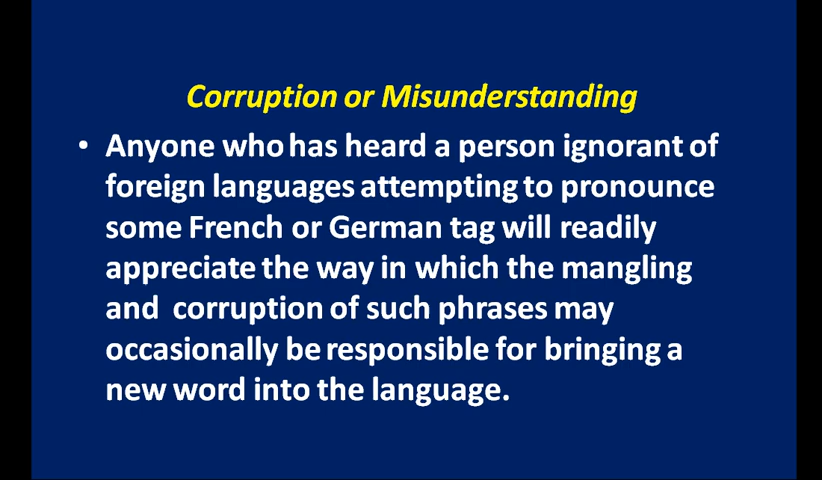 Corruption or Misunderstanding
• Anyone who has heard a person ignorant of
foreign languages attempting to pronounce
some French or German tag will readily
appreciate the way in which the mangling
and corruption of such phrases may
occasionally be responsible for bringing a
new word into the language.